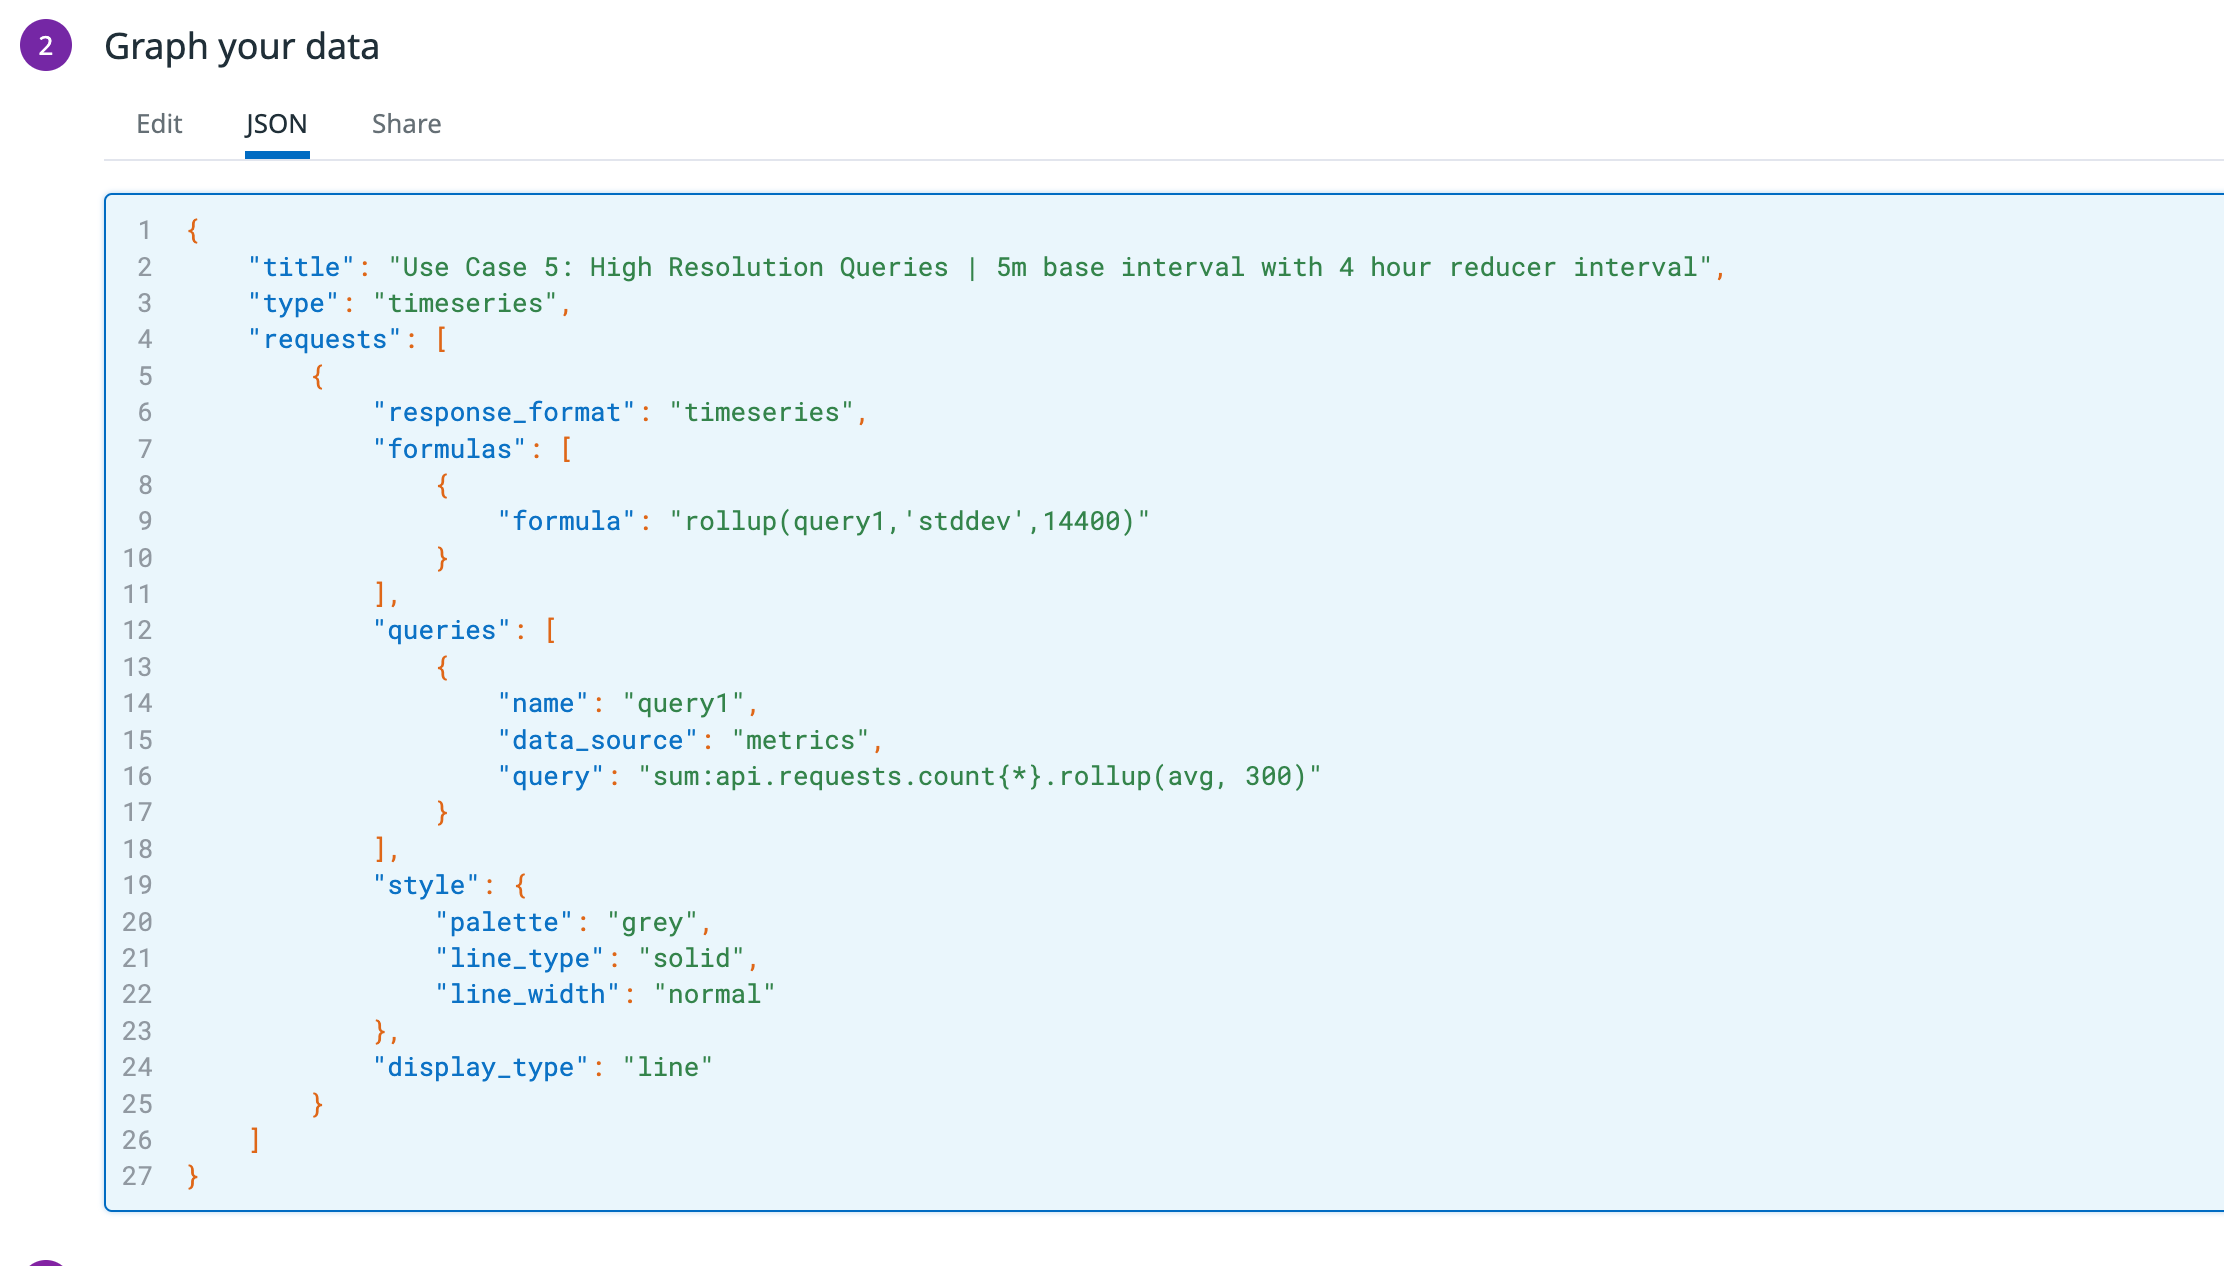 2 Graph your data
Edit JSON Share
1 {
2     "title": "Use Case 5: High Resolution Queries | 5m base interval with 4 hour reducer interval",
3     "type": "timeseries",
4     "requests": [
5         {
6             "response_format": "timeseries",
7             "formulas": [
8                 {
9                     "formula": "rollup(query1,'stddev',14400)"
10                 }
11             ],
12             "queries": [
13                 {
14                     "name": "query1",
15                     "data_source": "metrics",
16                     "query": "sum:api.requests.count{*}.rollup(avg, 300)"
17                 }
18             ],
19             "style": {
20                 "palette": "grey",
21                 "line_type": "solid",
22                 "line_width": "normal"
23             },
24             "display_type": "line"
25         }
26     ]
27 }